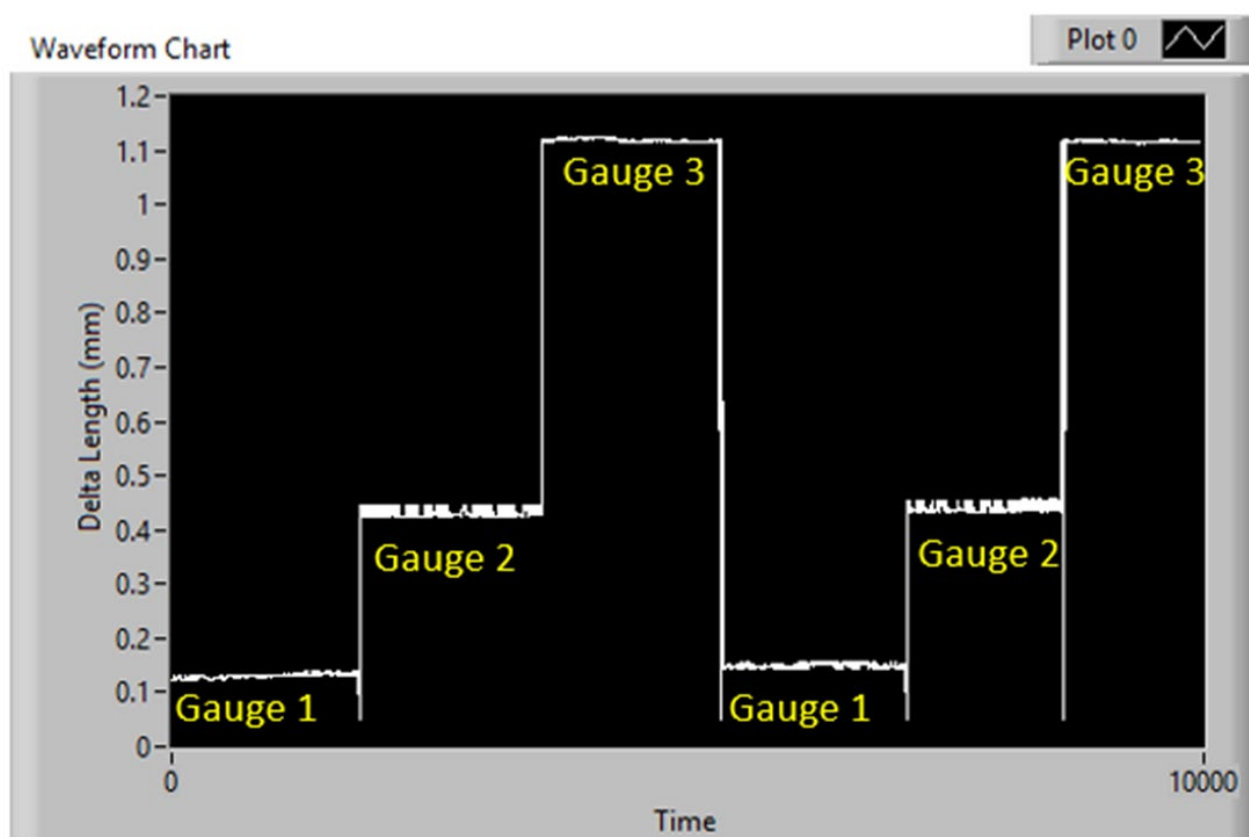 Waveform Chart
Plot 0
1.2
1.1
1
0.9
0.8
0.7
0.6
0.5
0.4
0.3
0.2
0.1
0
Delta Length (mm)
Gauge 3
Gauge 3
Gauge 2
Gauge 2
Gauge 1
Gauge 1
0
10000
Time